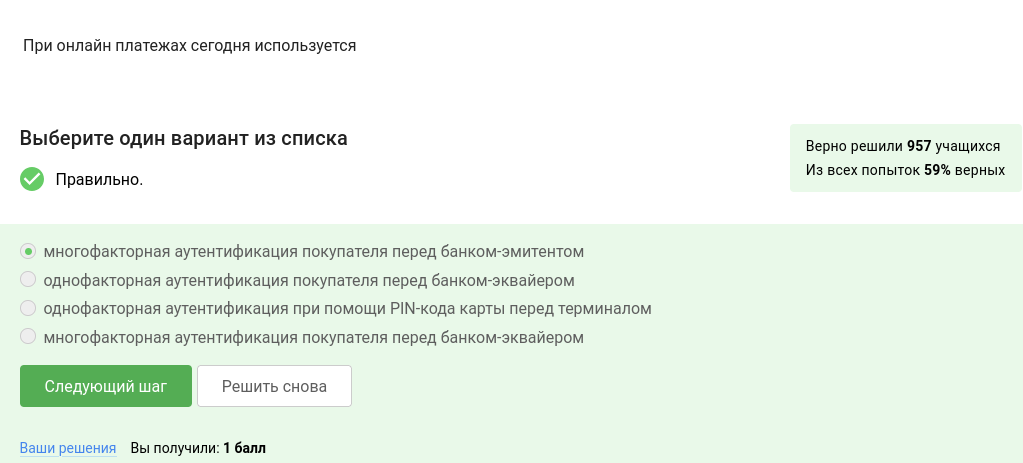 При онлайн платежах сегодня используется
Выберите один вариант из списка
Верно решили 957 учащихся
Из всех попыток 59% верных
Правильно.
многофакторная аутентификация покупателя перед банком-эмитентом
однофакторная аутентификация покупателя перед банком-эквайером
однофакторная аутентификация при помощи PIN-кода карты перед терминалом
многофакторная аутентификация покупателя перед банком-эквайером
Следующий шаг Решить снова
Ваши решения Вы получили: 1 балл